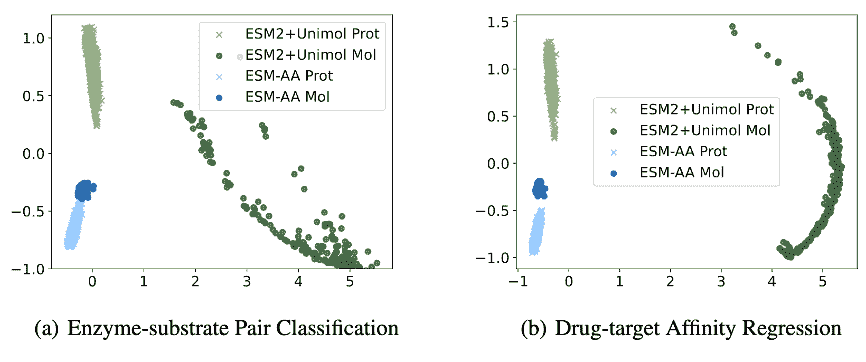 1.0
0.5
0.0
−0.5
−1.0
0 1 2 3 4 5
ESM2+Unimol Prot
ESM2+Unimol Mol
ESM-AA Prot
ESM-AA Mol
(a) Enzyme-substrate Pair Classification
1.5
1.0
0.5
0.0
−0.5
−1.0
−1 0 1 2 3 4 5
ESM2+Unimol Prot
ESM2+Unimol Mol
ESM-AA Prot
ESM-AA Mol
(b) Drug-target Affinity Regression